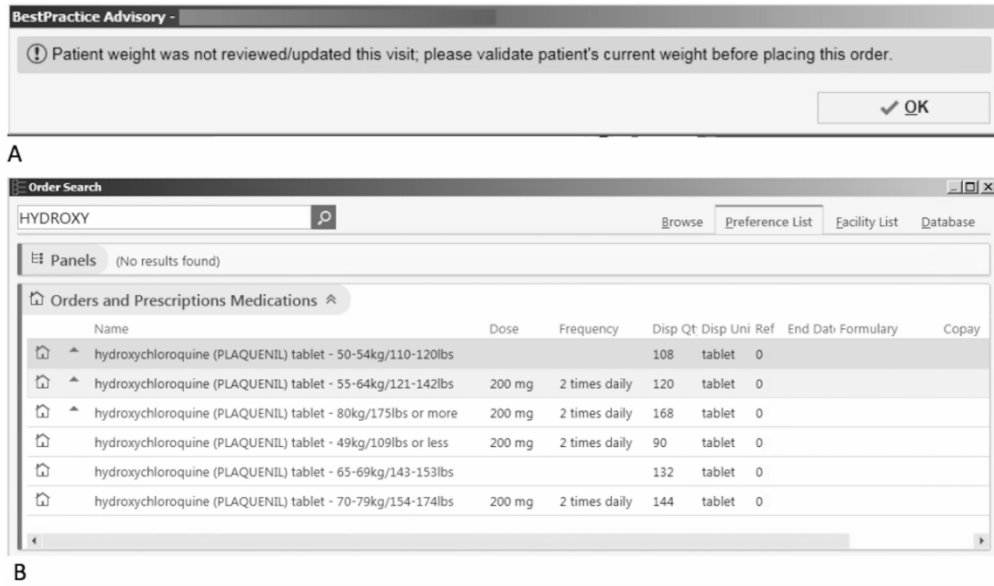 BestPractice Advisory -
Patient weight was not reviewed/updated this visit; please validate patient's current weight before placing this order.
OK
A
Order Search
HYDROXY Browse Preference List Facility List Database
Panels (No results found)
Orders and Prescriptions Medications
Name Dose Frequency Disp Qt Disp Uni Ref End Dat Formulary Copay
hydroxychloroquine (PLAQUENIL) tablet - 50-54kg/110-120lbs 108 tablet 0
hydroxychloroquine (PLAQUENIL) tablet - 55-64kg/121-142lbs 200 mg 2 times daily 120 tablet 0
hydroxychloroquine (PLAQUENIL) tablet - 80kg/175lbs or more 200 mg 2 times daily 168 tablet 0
hydroxychloroquine (PLAQUENIL) tablet - 49kg/109lbs or less 200 mg 2 times daily 90 tablet 0
hydroxychloroquine (PLAQUENIL) tablet - 65-69kg/143-153lbs 132 tablet 0
hydroxychloroquine (PLAQUENIL) tablet - 70-79kg/154-174lbs 200 mg 2 times daily 144 tablet 0
B